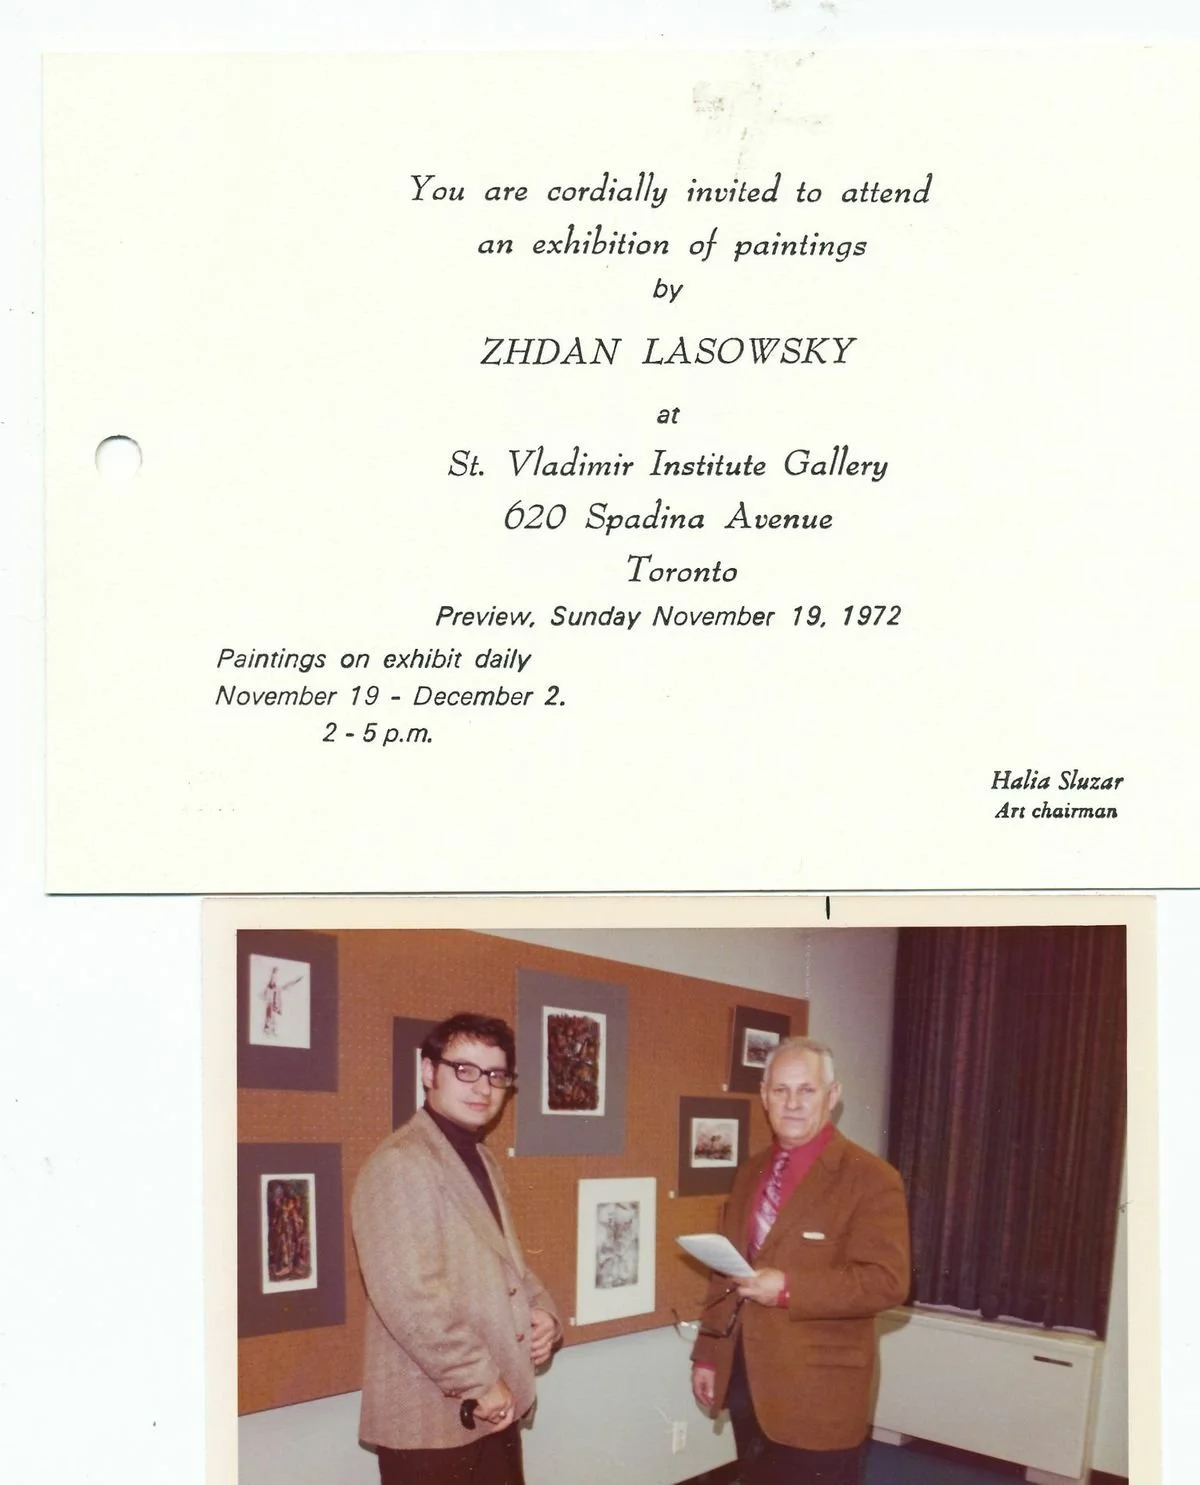 You are cordially invited to attend
an exhibition of paintings
by
ZHDAN LASOWSKY
at
St. Vladimir Institute Gallery
620 Spadina Avenue
Toronto
Preview, Sunday November 19, 1972
Paintings on exhibit daily
November 19 - December 2.
2 - 5 p.m.
Halia Sluzar
Art chairman